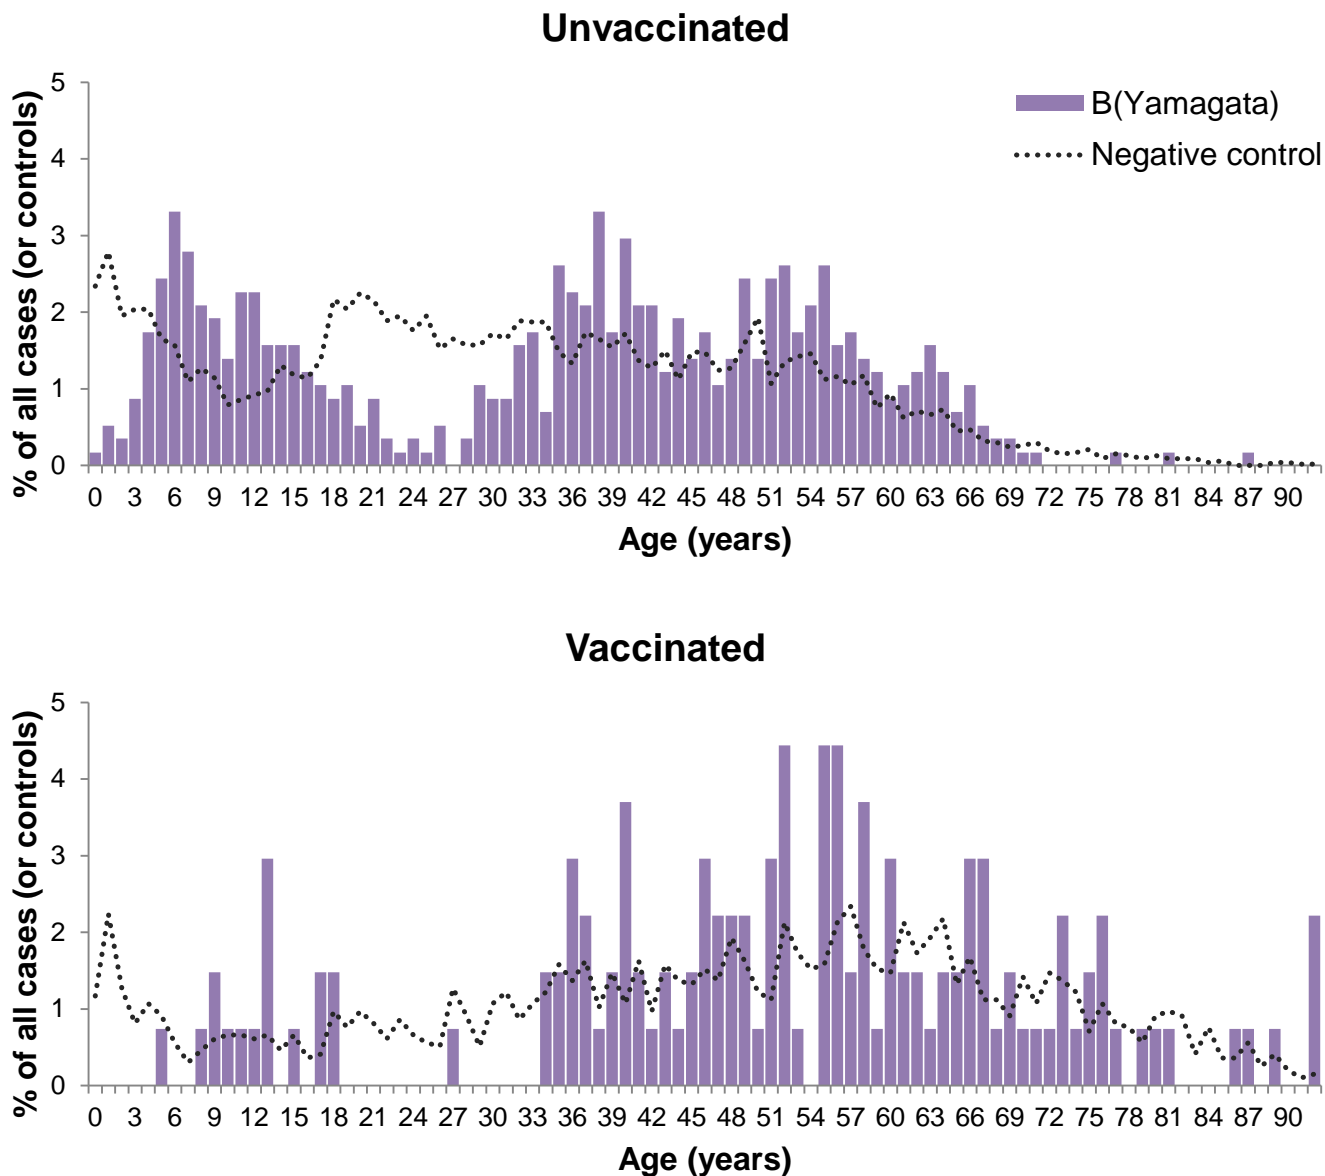 Unvaccinated
% of all cases (or controls)
5
4
3
2
1
0
B(Yamagata)
Negative control
0 3 6 9 12 15 18 21 24 27 30 33 36 39 42 45 48 51 54 57 60 63 66 69 72 75 78 81 84 87 90
Age (years)
Vaccinated
% of all cases (or controls)
5
4
3
2
1
0
0 3 6 9 12 15 18 21 24 27 30 33 36 39 42 45 48 51 54 57 60 63 66 69 72 75 78 81 84 87 90
Age (years)